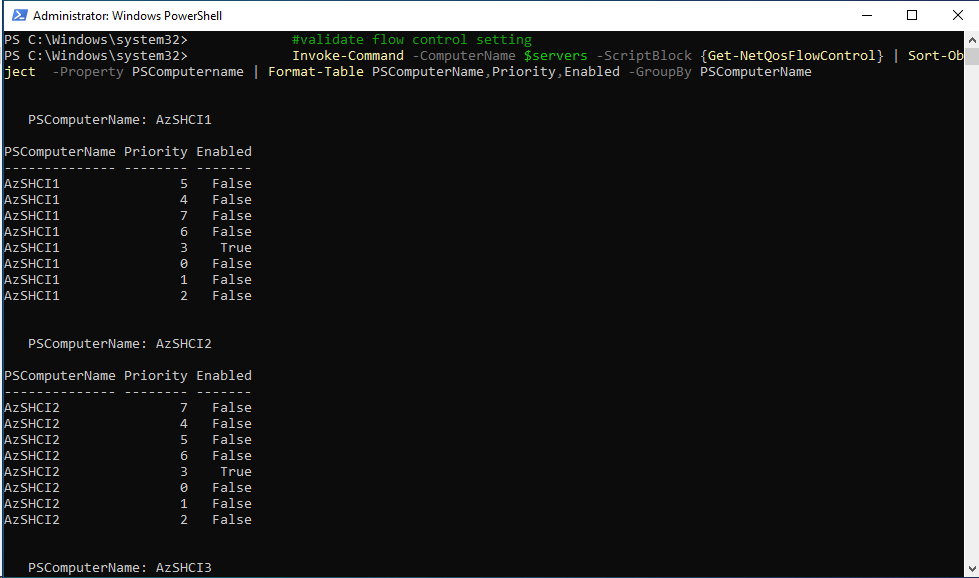 Administrator: Windows PowerShell
PS C:\Windows\system32>             #validate flow control setting
PS C:\Windows\system32>             Invoke-Command -ComputerName $servers -ScriptBlock {Get-NetQosFlowControl} | Sort-Ob
ject  -Property PSComputername | Format-Table PSComputerName,Priority,Enabled -GroupBy PSComputerName
PSComputerName: AzSHCI1
PSComputerName Priority Enabled
-------------- -------- -------
AzSHCI1               5   False
AzSHCI1               4   False
AzSHCI1               7   False
AzSHCI1               6   False
AzSHCI1               3    True
AzSHCI1               0   False
AzSHCI1               1   False
AzSHCI1               2   False
PSComputerName: AzSHCI2
PSComputerName Priority Enabled
-------------- -------- -------
AzSHCI2               7   False
AzSHCI2               4   False
AzSHCI2               5   False
AzSHCI2               6   False
AzSHCI2               3    True
AzSHCI2               0   False
AzSHCI2               1   False
AzSHCI2               2   False
PSComputerName: AzSHCI3